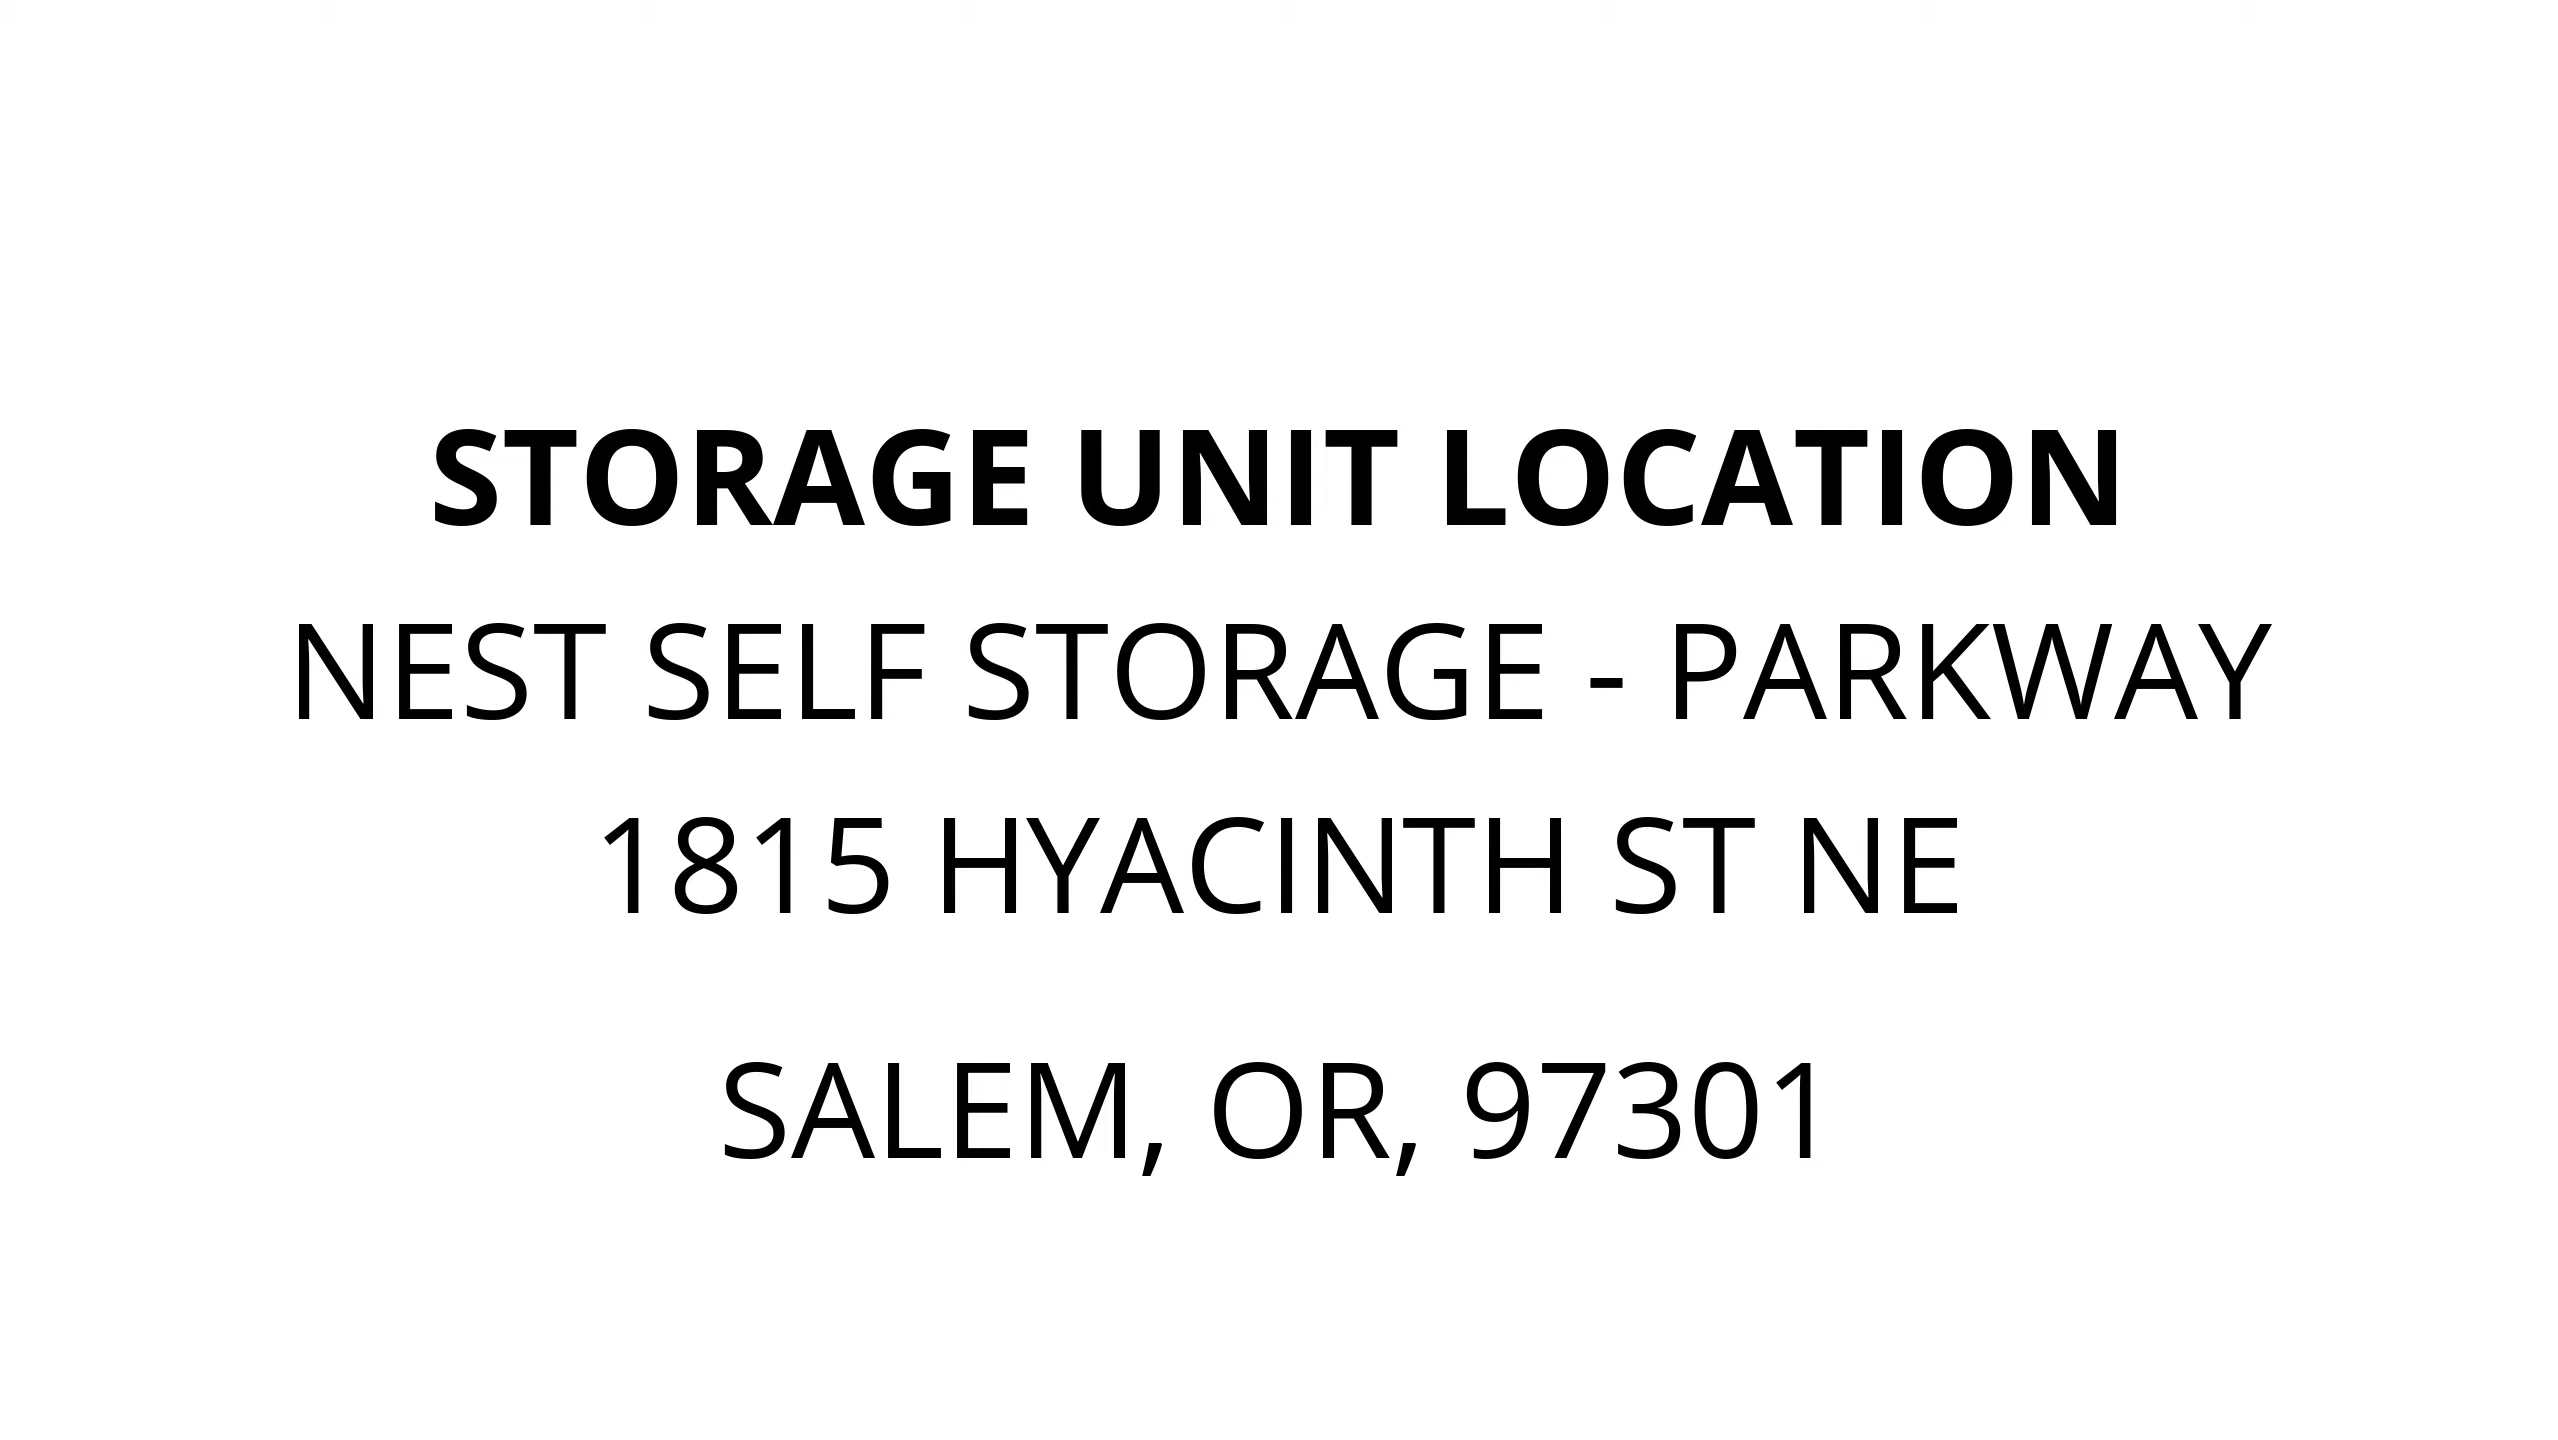 STORAGE UNIT LOCATION
NEST SELF STORAGE - PARKWAY
1815 HYACINTH ST NE
SALEM, OR, 97301